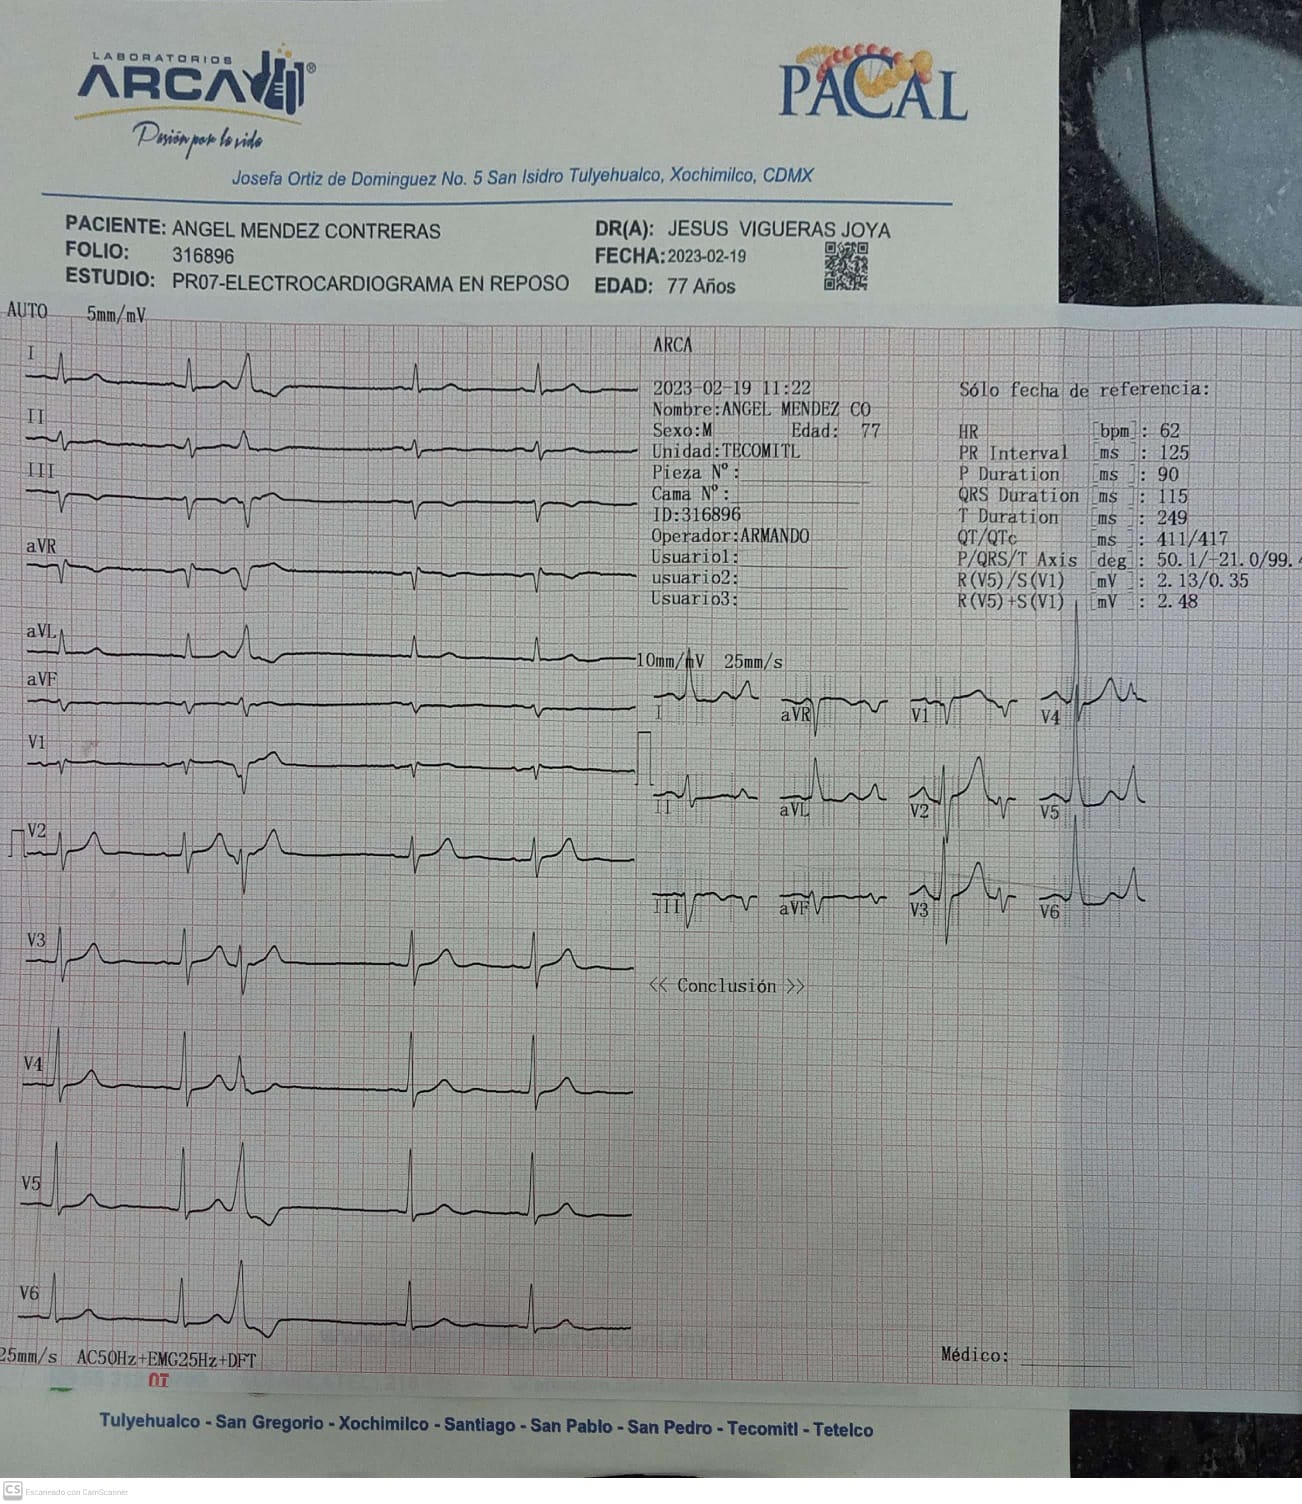 LABORATORIOS
ARCA®
Pasión por la vida
PACAL
Josefa Ortiz de Dominguez No. 5 San Isidro Tulyehualco, Xochimilco, CDMX
PACIENTE: ANGEL MENDEZ CONTRERAS
DR(A): JESUS VIGUERAS JOYA
FOLIO: 316896
FECHA: 2023-02-19
ESTUDIO: PR07-ELECTROCARDIOGRAMA EN REPOSO
EDAD: 77 Años
AUTO 5mm/mV
I
II
III
aVR
aVL
aVF
V1
V2
V3
V4
V5
V6
25mm/s AC50Hz+EMG25Hz+DFT
ARCA
2023-02-19 11:22
Nombre:ANGEL MENDEZ CO
Sexo:M Edad: 77
Unidad:TECOMITL
Pieza Nº:
Cama Nº:
ID:316896
Operador:ARMANDO
Usuario1:
usuario2:
Usuario3:
Sólo fecha de referencia:
HR [bpm]: 62
PR Interval [ms ]: 125
P Duration [ms ]: 90
QRS Duration [ms ]: 115
T Duration [ms ]: 249
QT/QTc [ms ]: 411/417
P/QRS/T Axis [deg]: 50.1/-21.0/99.
R(V5)/S(V1) [mV ]: 2.13/0.35
R(V5)+S(V1) [mV ]: 2.48
10mm/mV 25mm/s
I aVR V1 V4
II aVL V2 V5
III aVF V3 V6
<< Conclusión >>
Médico:
Tulyehualco - San Gregorio - Xochimilco - Santiago - San Pablo - San Pedro - Tecomitl - Tetelco
CS Escaneado con CamScanner